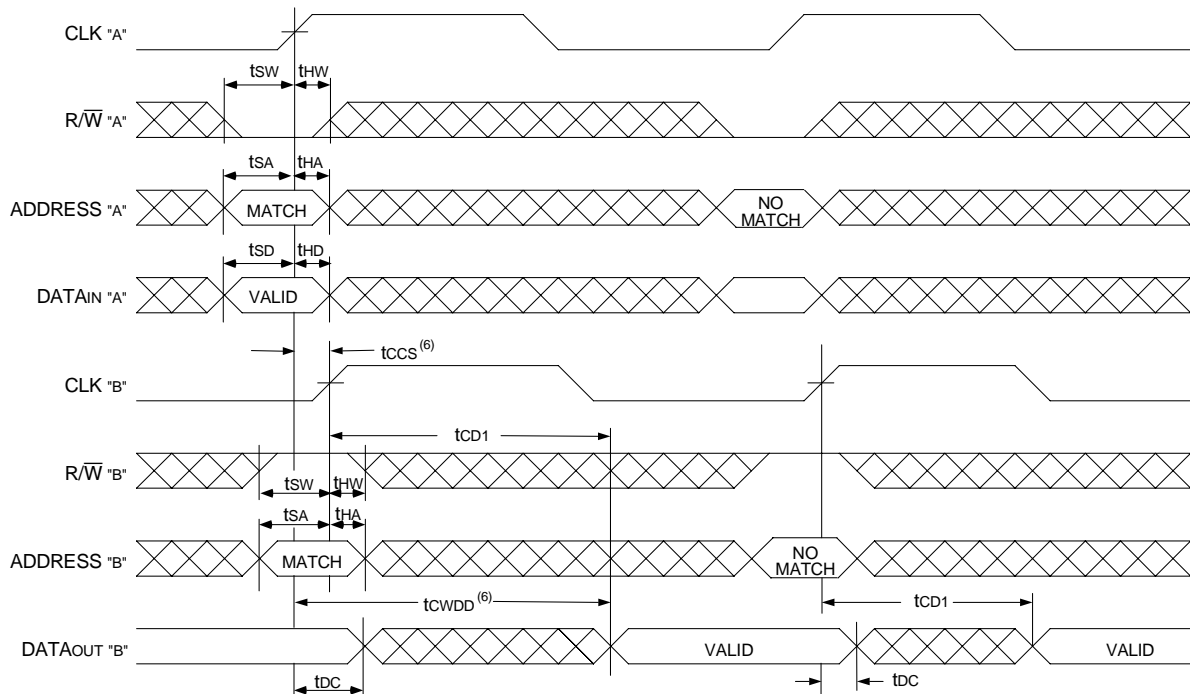 CLK "A"
tSW tHW
R/W̅ "A"
tSA tHA
ADDRESS "A" MATCH NO MATCH
tSD tHD
DATAIN "A" VALID
tCCS (6)
CLK "B"
tCD1
R/W̅ "B"
tSW tHW
tSA tHA
ADDRESS "B" MATCH NO MATCH
tCWDD (6) tCD1
DATAOUT "B" VALID VALID
tDC tDC